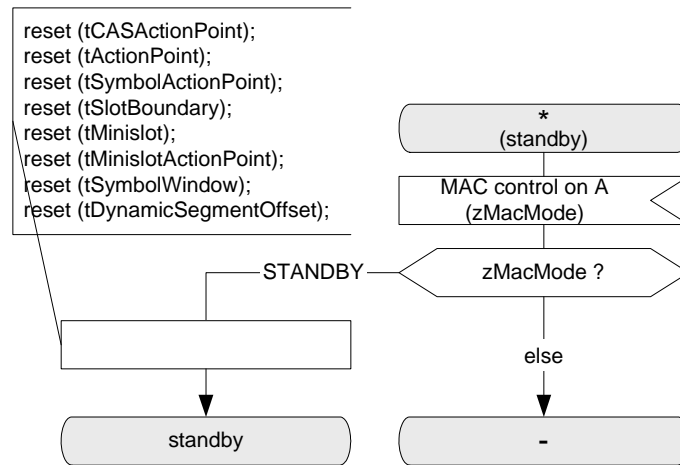 reset (tCASActionPoint);
reset (tActionPoint);
reset (tSymbolActionPoint);
reset (tSlotBoundary);
reset (tMinislot);
reset (tMinislotActionPoint);
reset (tSymbolWindow);
reset (tDynamicSegmentOffset);
*
(standby)
MAC control on A
(zMacMode)
zMacMode ?
STANDBY
else
standby
-